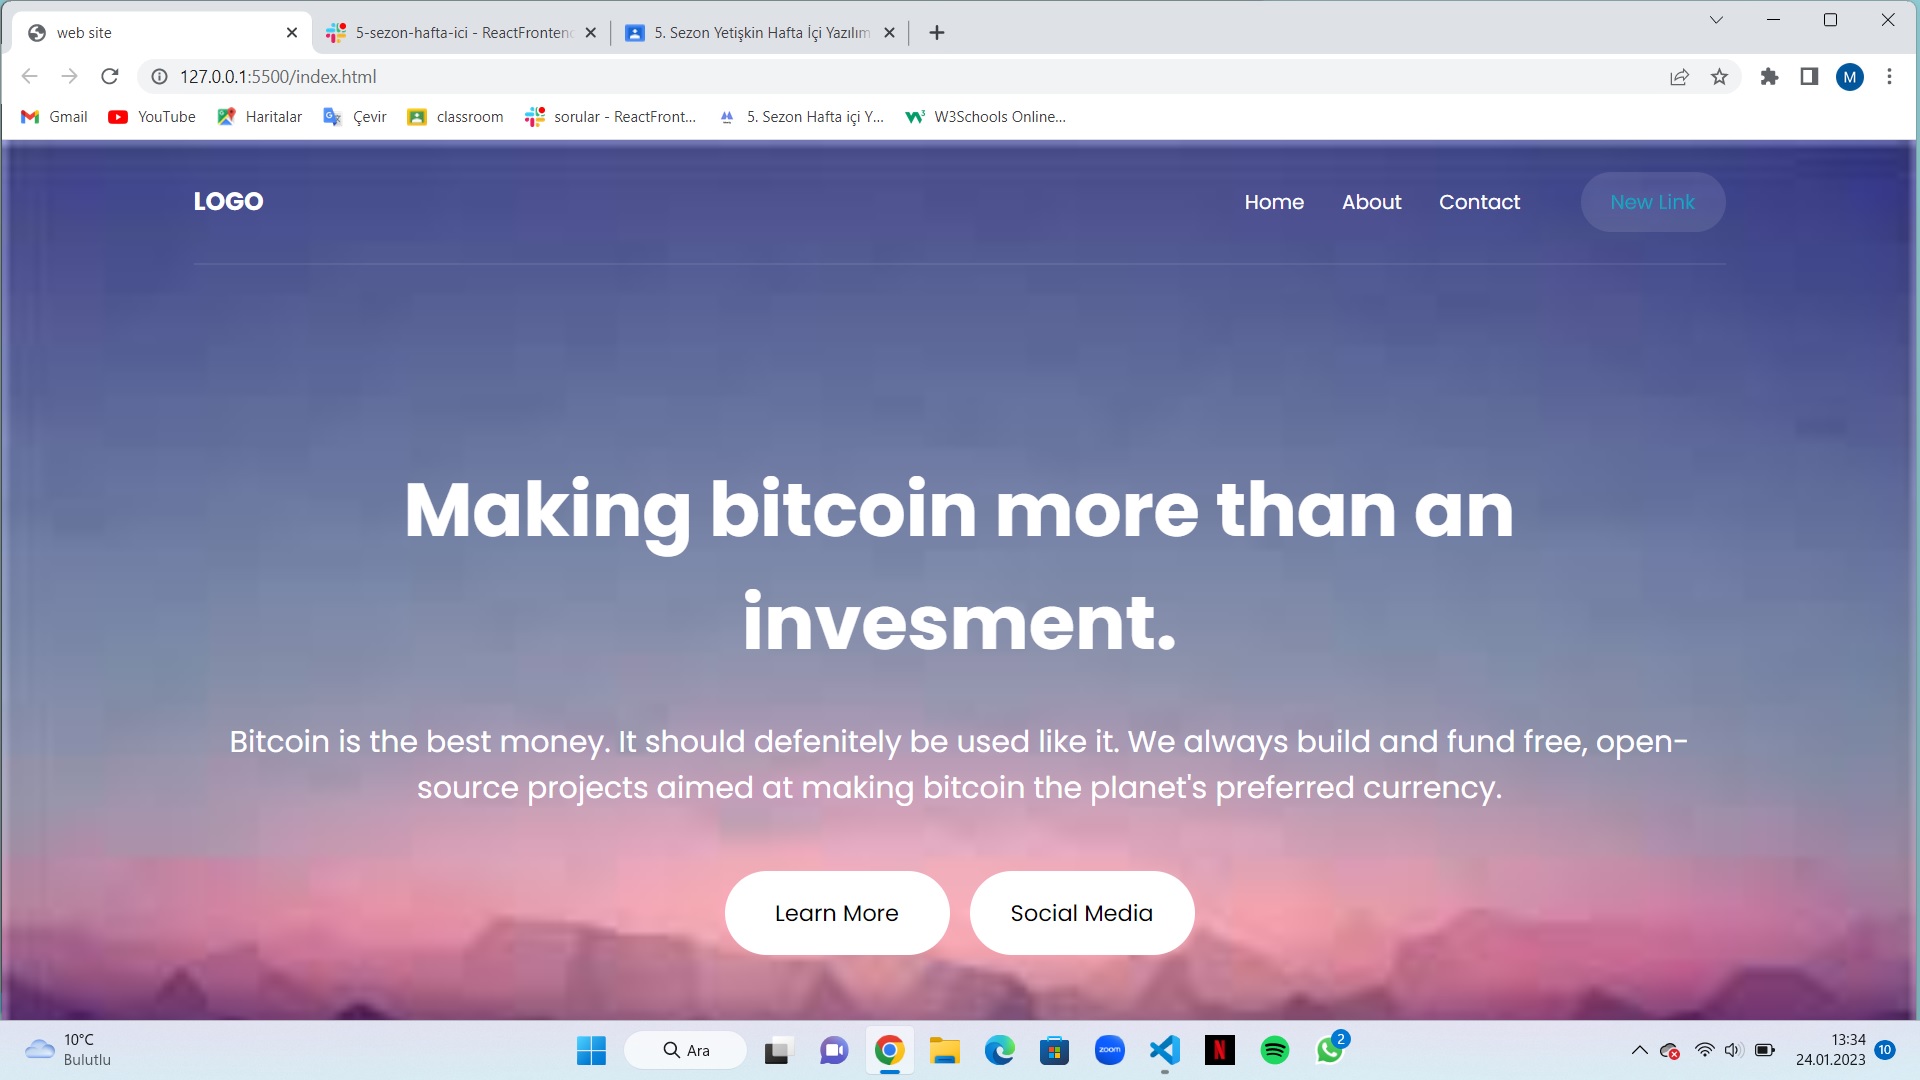 web site
5-sezon-hafta-ici - ReactFrontend
5. Sezon Yetişkin Hafta İçi Yazılım
127.0.0.1:5500/index.html
M
Gmail
YouTube
Haritalar
Çevir
classroom
sorular - ReactFront...
5. Sezon Hafta içi Y...
W3Schools Online...
LOGO
Home
About
Contact
New Link
Making bitcoin more than an
invesment.
Bitcoin is the best money. It should defenitely be used like it. We always build and fund free, open-
source projects aimed at making bitcoin the planet's preferred currency.
Learn More
Social Media
10°C
Bulutlu
Ara
zoom
N
2
13:34
24.01.2023
10